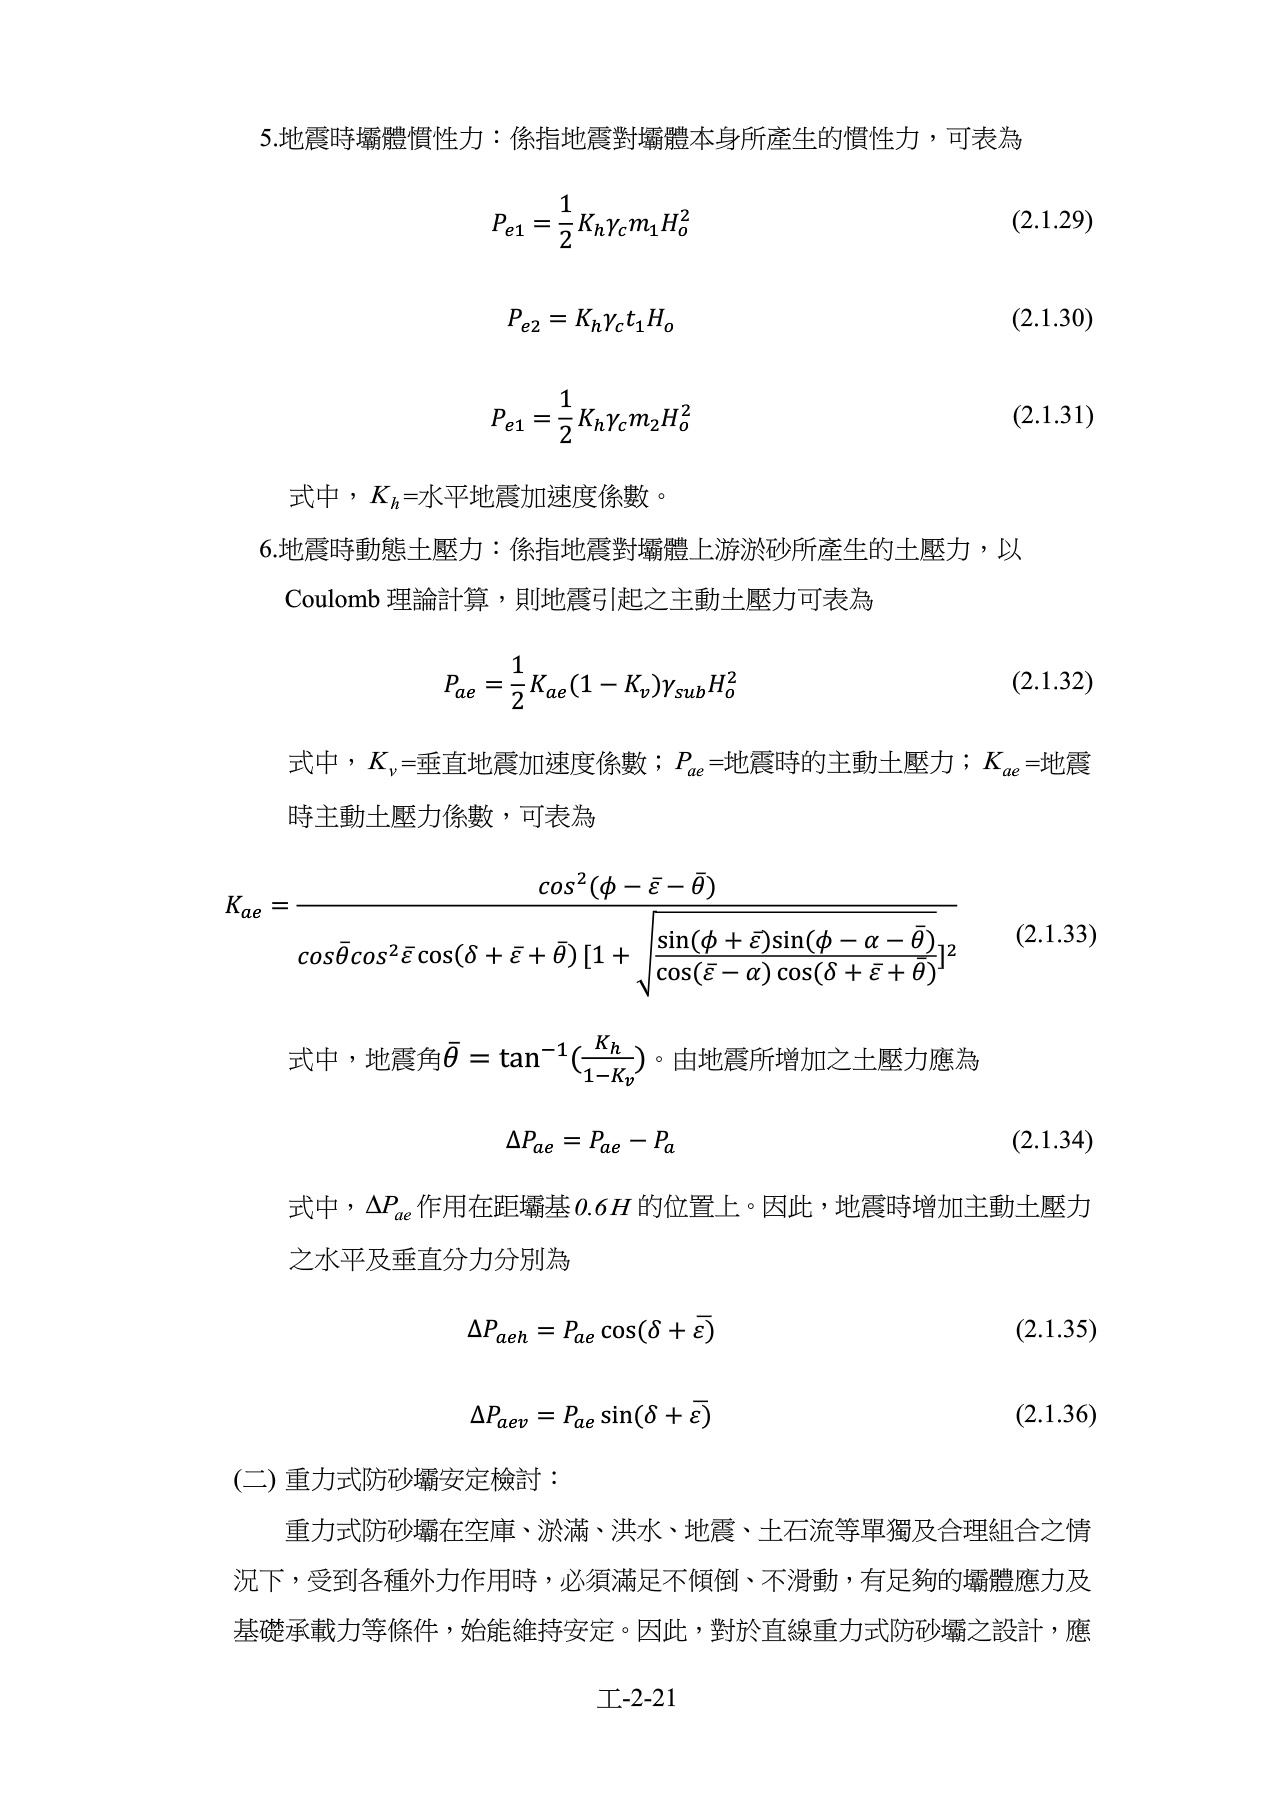 5.地震時壩體慣性力：係指地震對壩體本身所產生的慣性力，可表為
$P_{e1} = \frac{1}{2} K_h \gamma_c m_1 H_o^2$ (2.1.29)
$P_{e2} = K_h \gamma_c t_1 H_o$ (2.1.30)
$P_{e1} = \frac{1}{2} K_h \gamma_c m_2 H_o^2$ (2.1.31)
式中，$K_h$=水平地震加速度係數。
6.地震時動態土壓力：係指地震對壩體上游淤砂所產生的土壓力，以
Coulomb 理論計算，則地震引起之主動土壓力可表為
$P_{ae} = \frac{1}{2} K_{ae}(1 - K_v)\gamma_{sub} H_o^2$ (2.1.32)
式中，$K_v$=垂直地震加速度係數；$P_{ae}$=地震時的主動土壓力；$K_{ae}$=地震
時主動土壓力係數，可表為
$K_{ae} = \frac{cos^2(\phi - \bar{\varepsilon} - \bar{\theta})}{cos\bar{\theta}cos^2\bar{\varepsilon}\cos(\delta + \bar{\varepsilon} + \bar{\theta})[1 + \sqrt{\frac{\sin(\phi + \bar{\varepsilon})\sin(\phi - \alpha - \bar{\theta})}{\cos(\bar{\varepsilon} - \alpha)\cos(\delta + \bar{\varepsilon} + \bar{\theta})}}]^2}$ (2.1.33)
式中，地震角$\bar{\theta} = \tan^{-1}(\frac{K_h}{1-K_v})$。由地震所增加之土壓力應為
$\Delta P_{ae} = P_{ae} - P_a$ (2.1.34)
式中，$\Delta P_{ae}$作用在距壩基 0.6H 的位置上。因此，地震時增加主動土壓力
之水平及垂直分力分別為
$\Delta P_{aeh} = P_{ae}\cos(\delta + \bar{\varepsilon})$ (2.1.35)
$\Delta P_{aev} = P_{ae}\sin(\delta + \bar{\varepsilon})$ (2.1.36)
(二) 重力式防砂壩安定檢討：
重力式防砂壩在空庫、淤滿、洪水、地震、土石流等單獨及合理組合之情
況下，受到各種外力作用時，必須滿足不傾倒、不滑動，有足夠的壩體應力及
基礎承載力等條件，始能維持安定。因此，對於直線重力式防砂壩之設計，應
工-2-21